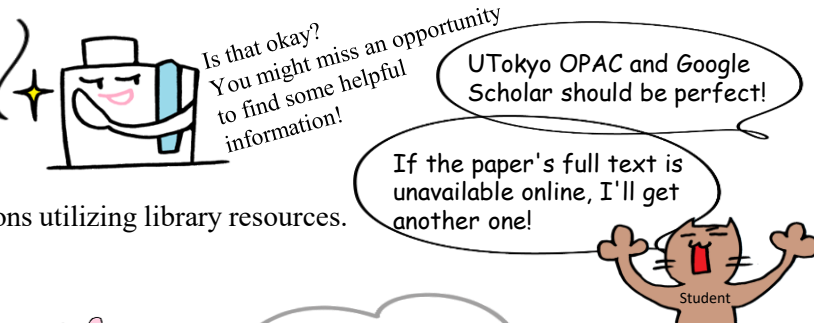 Is that okay?
You might miss an opportunity
to find some helpful
information!
UTokyo OPAC and Google
Scholar should be perfect!
If the paper's full text is
unavailable online, I'll get
another one!
ons utilizing library resources.
Student